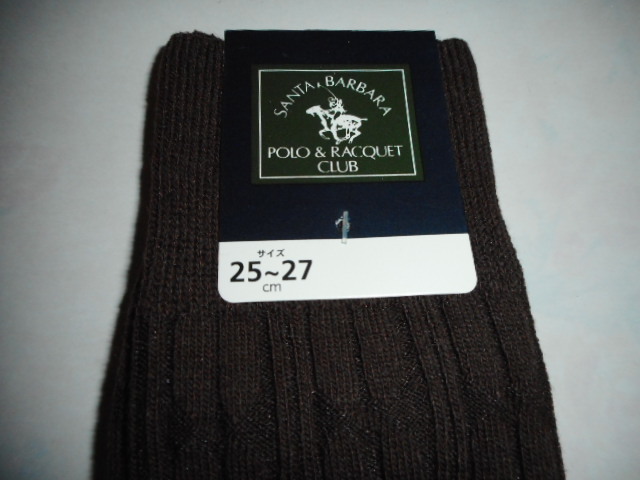 SANTA BARBARA
POLO & RACQUET
CLUB
サイズ
25~27
cm